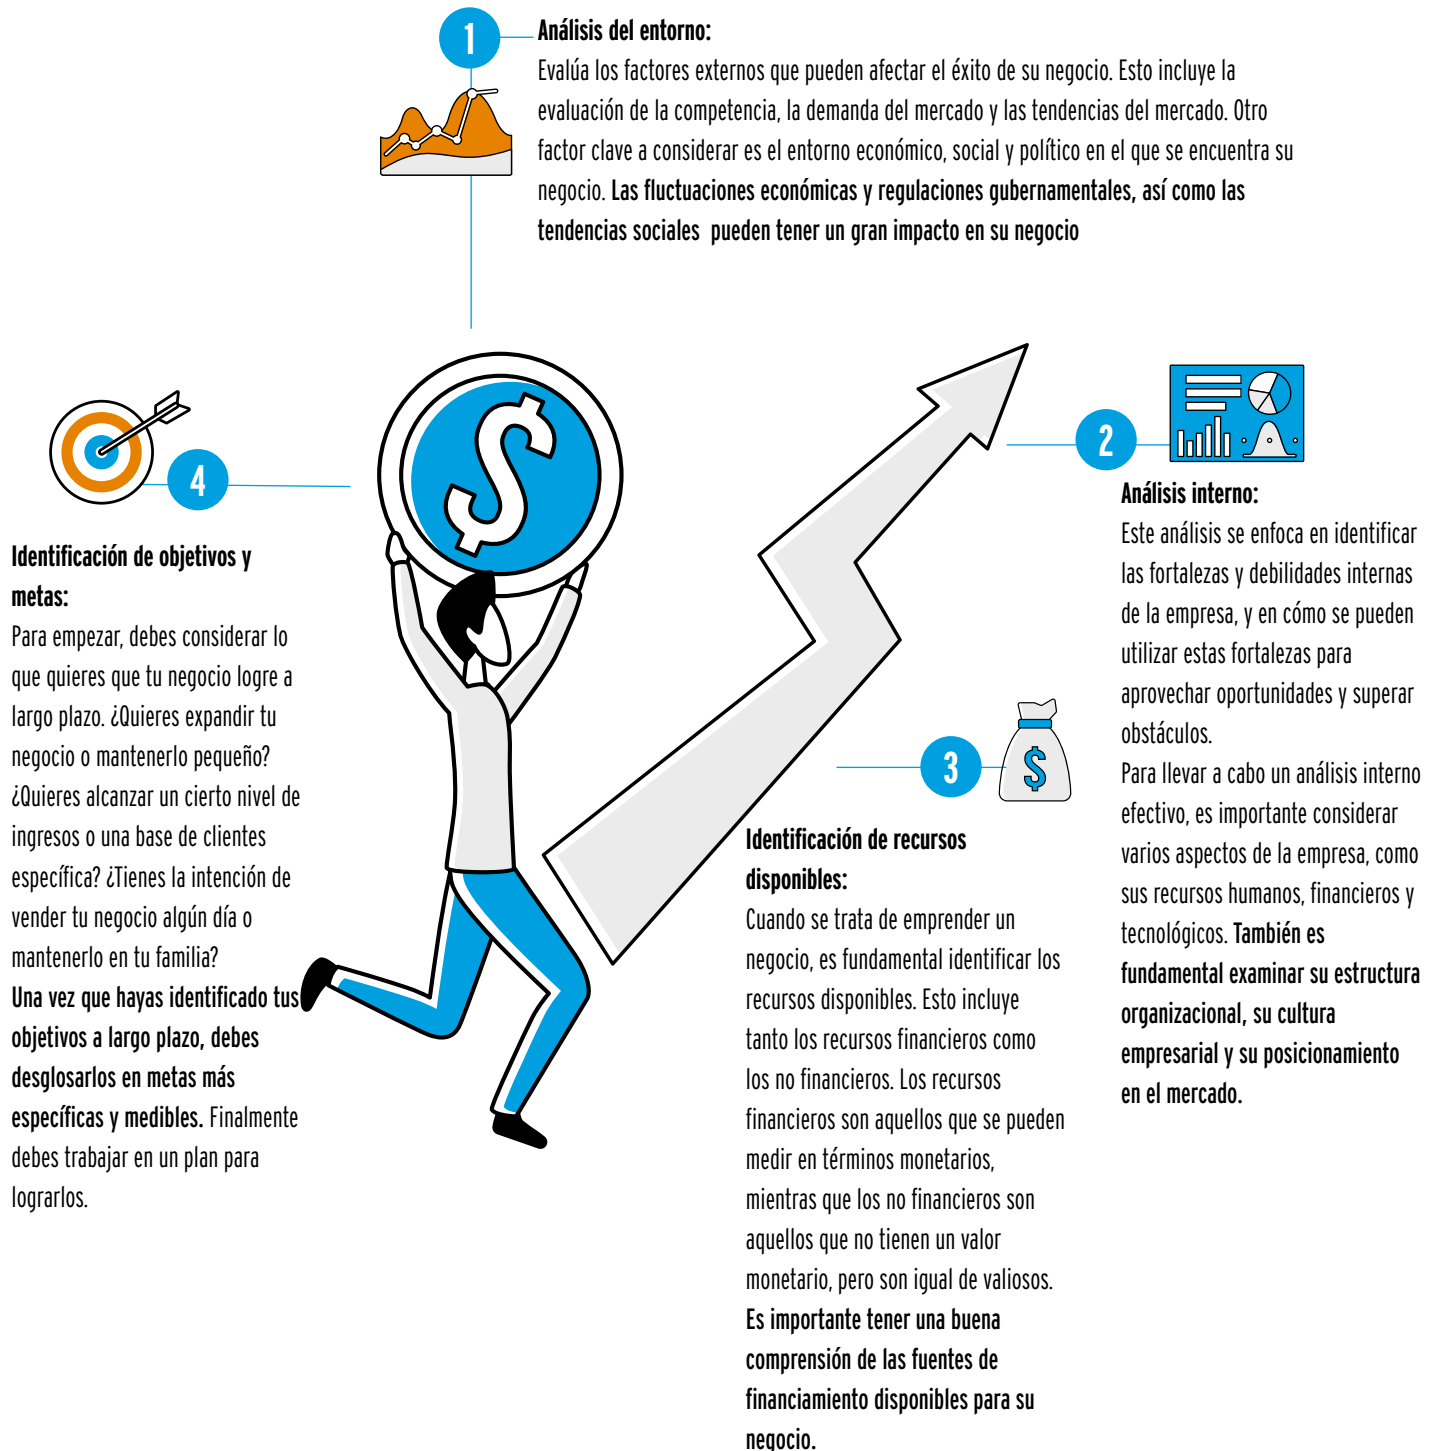 1
Análisis del entorno:
Evalúa los factores externos que pueden afectar el éxito de su negocio. Esto incluye la
evaluación de la competencia, la demanda del mercado y las tendencias del mercado. Otro
factor clave a considerar es el entorno económico, social y político en el que se encuentra su
negocio. Las fluctuaciones económicas y regulaciones gubernamentales, así como las
tendencias sociales  pueden tener un gran impacto en su negocio
$
2
Análisis interno:
Este análisis se enfoca en identificar
las fortalezas y debilidades internas
de la empresa, y en cómo se pueden
utilizar estas fortalezas para
aprovechar oportunidades y superar
obstáculos.
Para llevar a cabo un análisis interno
efectivo, es importante considerar
varios aspectos de la empresa, como
sus recursos humanos, financieros y
tecnológicos. También es
fundamental examinar su estructura
organizacional, su cultura
empresarial y su posicionamiento
en el mercado.
3
$
Identificación de recursos
disponibles:
Cuando se trata de emprender un
negocio, es fundamental identificar los
recursos disponibles. Esto incluye
tanto los recursos financieros como
los no financieros. Los recursos
financieros son aquellos que se pueden
medir en términos monetarios,
mientras que los no financieros son
aquellos que no tienen un valor
monetario, pero son igual de valiosos.
Es importante tener una buena
comprensión de las fuentes de
financiamiento disponibles para su
negocio.
4
Identificación de objetivos y
metas:
Para empezar, debes considerar lo
que quieres que tu negocio logre a
largo plazo. ¿Quieres expandir tu
negocio o mantenerlo pequeño?
¿Quieres alcanzar un cierto nivel de
ingresos o una base de clientes
específica? ¿Tienes la intención de
vender tu negocio algún día o
mantenerlo en tu familia?
Una vez que hayas identificado tus
objetivos a largo plazo, debes
desglosarlos en metas más
específicas y medibles. Finalmente
debes trabajar en un plan para
lograrlos.